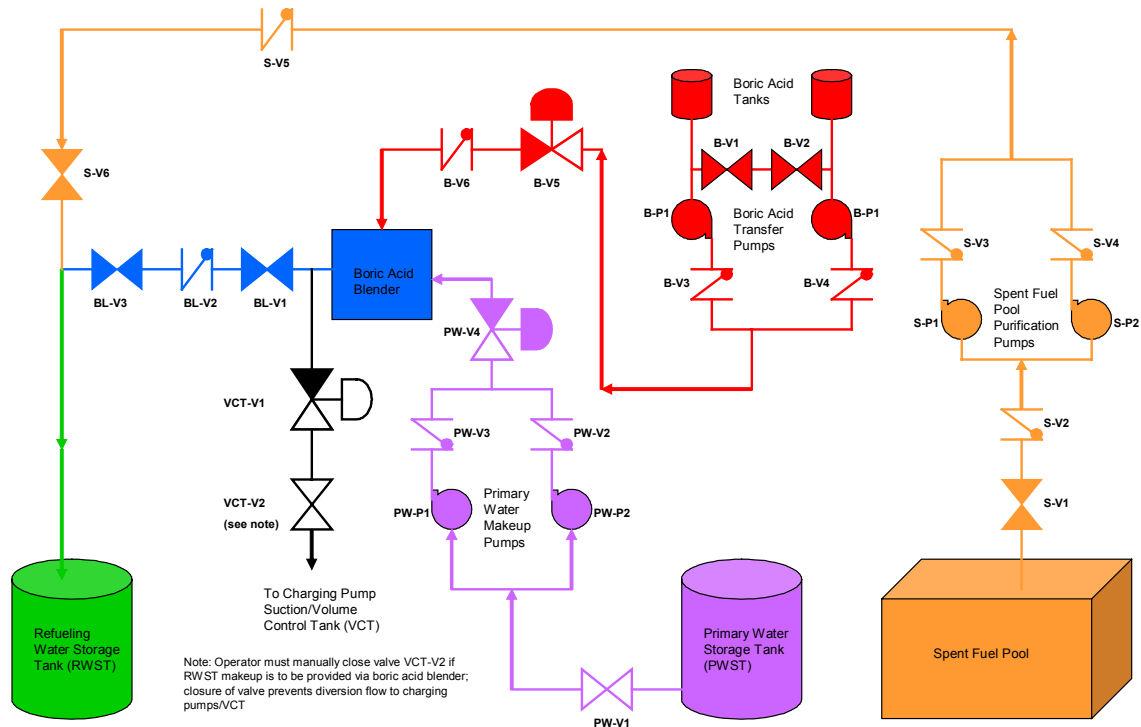 S-V5
Boric Acid
Tanks
S-V6
B-V6
B-V5
B-V1
B-V2
B-P1
Boric Acid
Transfer
Pumps
B-P1
S-V3
S-V4
BL-V3
BL-V2
BL-V1
Boric Acid
Blender
B-V3
B-V4
S-P1
Spent Fuel
Pool
Purification
Pumps
S-P2
PW-V4
VCT-V1
PW-V3
PW-V2
S-V2
VCT-V2
(see note)
PW-P1
Primary
Water
Makeup
Pumps
PW-P2
S-V1
To Charging Pump
Suction/Volume
Control Tank (VCT)
Refueling
Water Storage
Tank (RWST)
Primary Water
Storage Tank
(PWST)
Spent Fuel Pool
Note: Operator must manually close valve VCT-V2 if
RWST makeup is to be provided via boric acid blender;
closure of valve prevents diversion flow to charging
pumps/VCT
PW-V1